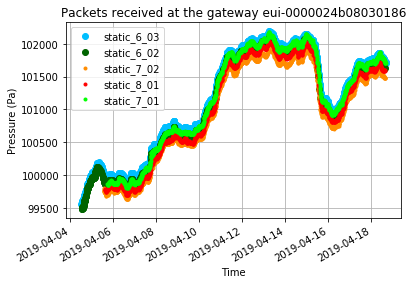 Packets received at the gateway eui-0000024b08030186
static_6_03
static_6_02
static_7_02
static_8_01
static_7_01
Pressure (Pa)
102000
101500
101000
100500
100000
99500
2019-04-04
2019-04-06
2019-04-08
2019-04-10
2019-04-12
2019-04-14
2019-04-16
2019-04-18
Time